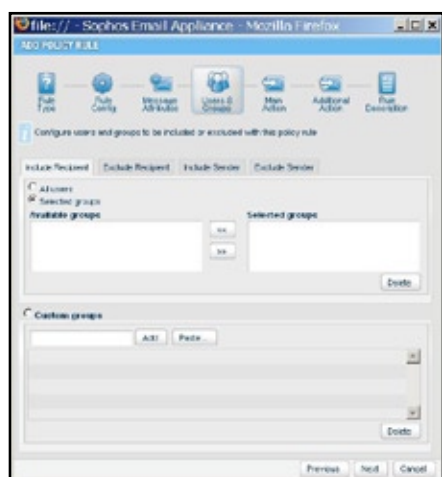 file:// - Sophos Email Appliance - Mozilla Firefox
ADD POLICY RULE
Rule Type
Rule Config
Message Attributes
Users & Groups
Main Action
Additional Action
Rule Description
Configure users and groups to be included or excluded with this policy rule
Include Recipient Exclude Recipient Include Sender Exclude Sender
All users
Selected groups
Available groups Selected groups
<<
>>
Delete
Custom groups
Add Paste...
Delete
Previous Next Cancel